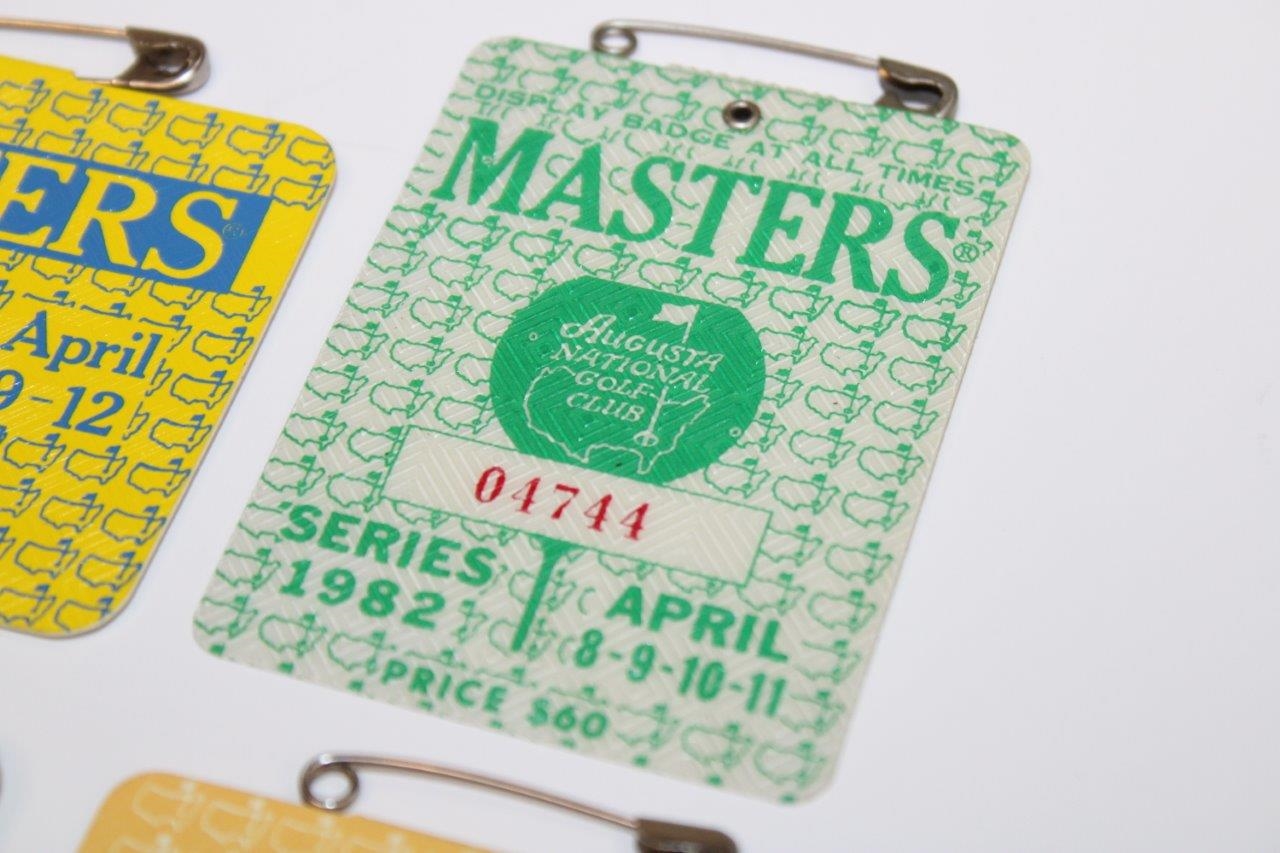 ERS®
April
9-12
DISPLAY BADGE AT ALL TIMES
MASTERS®
AUGUSTA
NATIONAL
GOLF
CLUB
04744
SERIES
1982
APRIL
8-9-10-11
PRICE $60